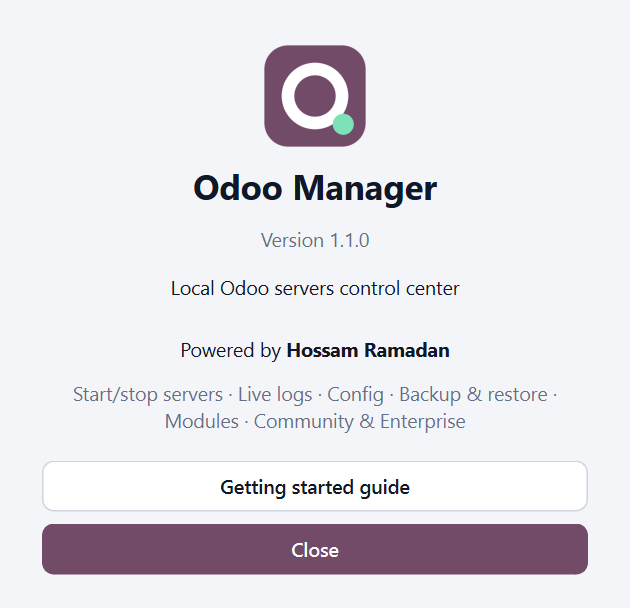 Odoo Manager
Version 1.1.0
Local Odoo servers control center
Powered by Hossam Ramadan
Start/stop servers · Live logs · Config · Backup & restore ·
Modules · Community & Enterprise
Getting started guide
Close